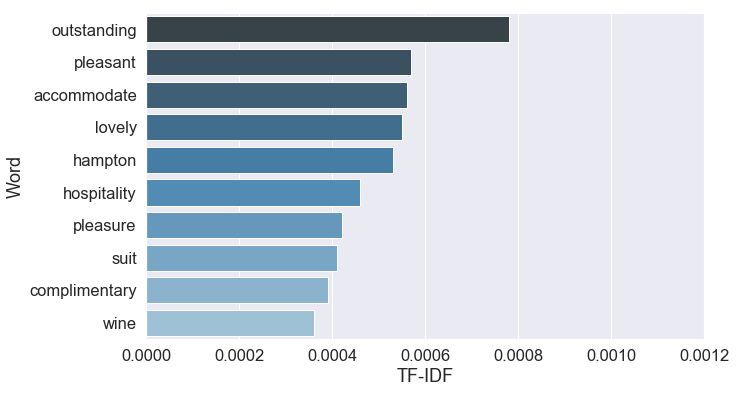 outstanding
pleasant
accommodate
lovely
hampton
hospitality
pleasure
suit
complimentary
wine
Word
0.0000 0.0002 0.0004 0.0006 0.0008 0.0010 0.0012
TF-IDF